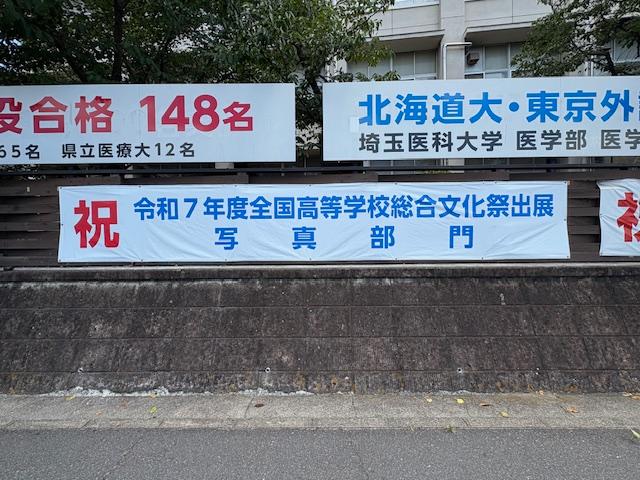 役合格 148名
65名 県立医療大12名
北海道大・東京外
埼玉医科大学 医学部 医学
祝 令和7年度全国高等学校総合文化祭出展
写真部門